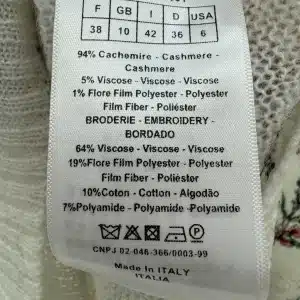 F GB I D USA
38 10 42 36 6
94% Cachemire - Cashmere -
Cashmere
5% Viscose - Viscose - Viscose
1% Flore Film Polyester - Polyester
Film Fiber - Poliéster
BRODERIE - EMBROIDERY -
BORDADO
64% Viscose - Viscose - Viscose
19%Flore Film Polyester - Polyester
Film Fiber - Poliester
10%Coton - Cotton - Algodão
7%Polyamide - Polyamide -Polyamide
CNPJ 02-046-366/0003-99
Made In ITALY
ITALIA